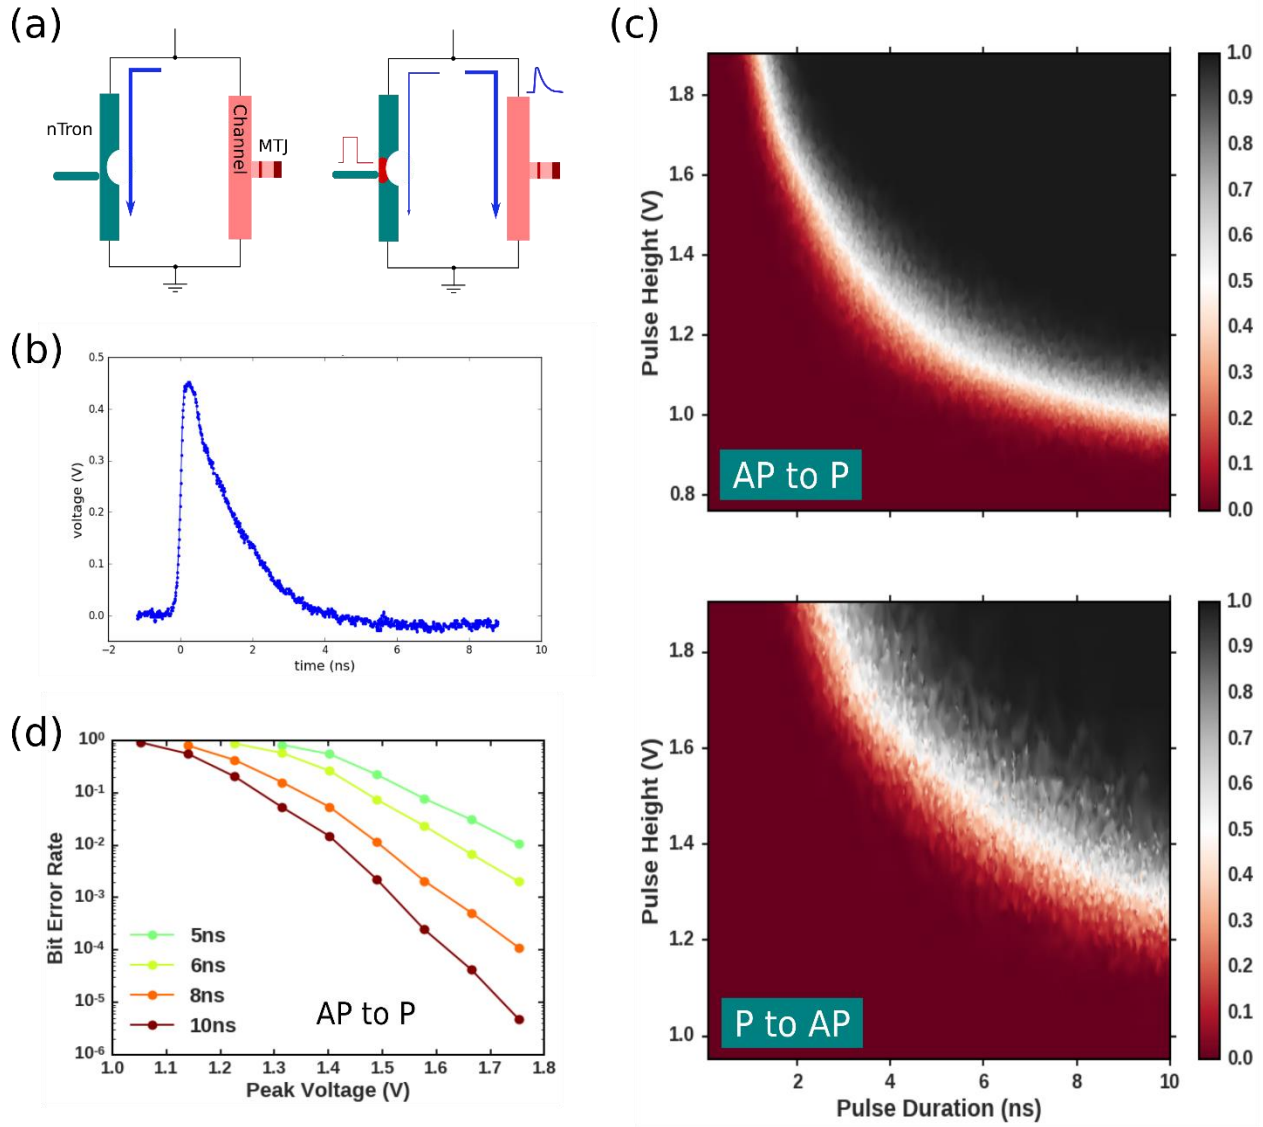 (a)
nTron
Channel
MTJ
(b)
0.5
0.4
0.3
0.2
0.1
0.0
voltage (V)
−2 0 2 4 6 8 10
time (ns)
(c)
1.8
1.6
1.4
1.2
1.0
0.8
Pulse Height (V)
AP to P
2 4 6 8
1.0
0.9
0.8
0.7
0.6
0.5
0.4
0.3
0.2
0.1
0.0
1.8
1.6
1.4
1.2
1.0
Pulse Height (V)
P to AP
2 4 6 8 10
Pulse Duration (ns)
1.0
0.9
0.8
0.7
0.6
0.5
0.4
0.3
0.2
0.1
0.0
(d)
10⁰
10⁻¹
10⁻²
10⁻³
10⁻⁴
10⁻⁵
10⁻⁶
Bit Error Rate
5ns
6ns
8ns
10ns
AP to P
1.0 1.1 1.2 1.3 1.4 1.5 1.6 1.7 1.8
Peak Voltage (V)